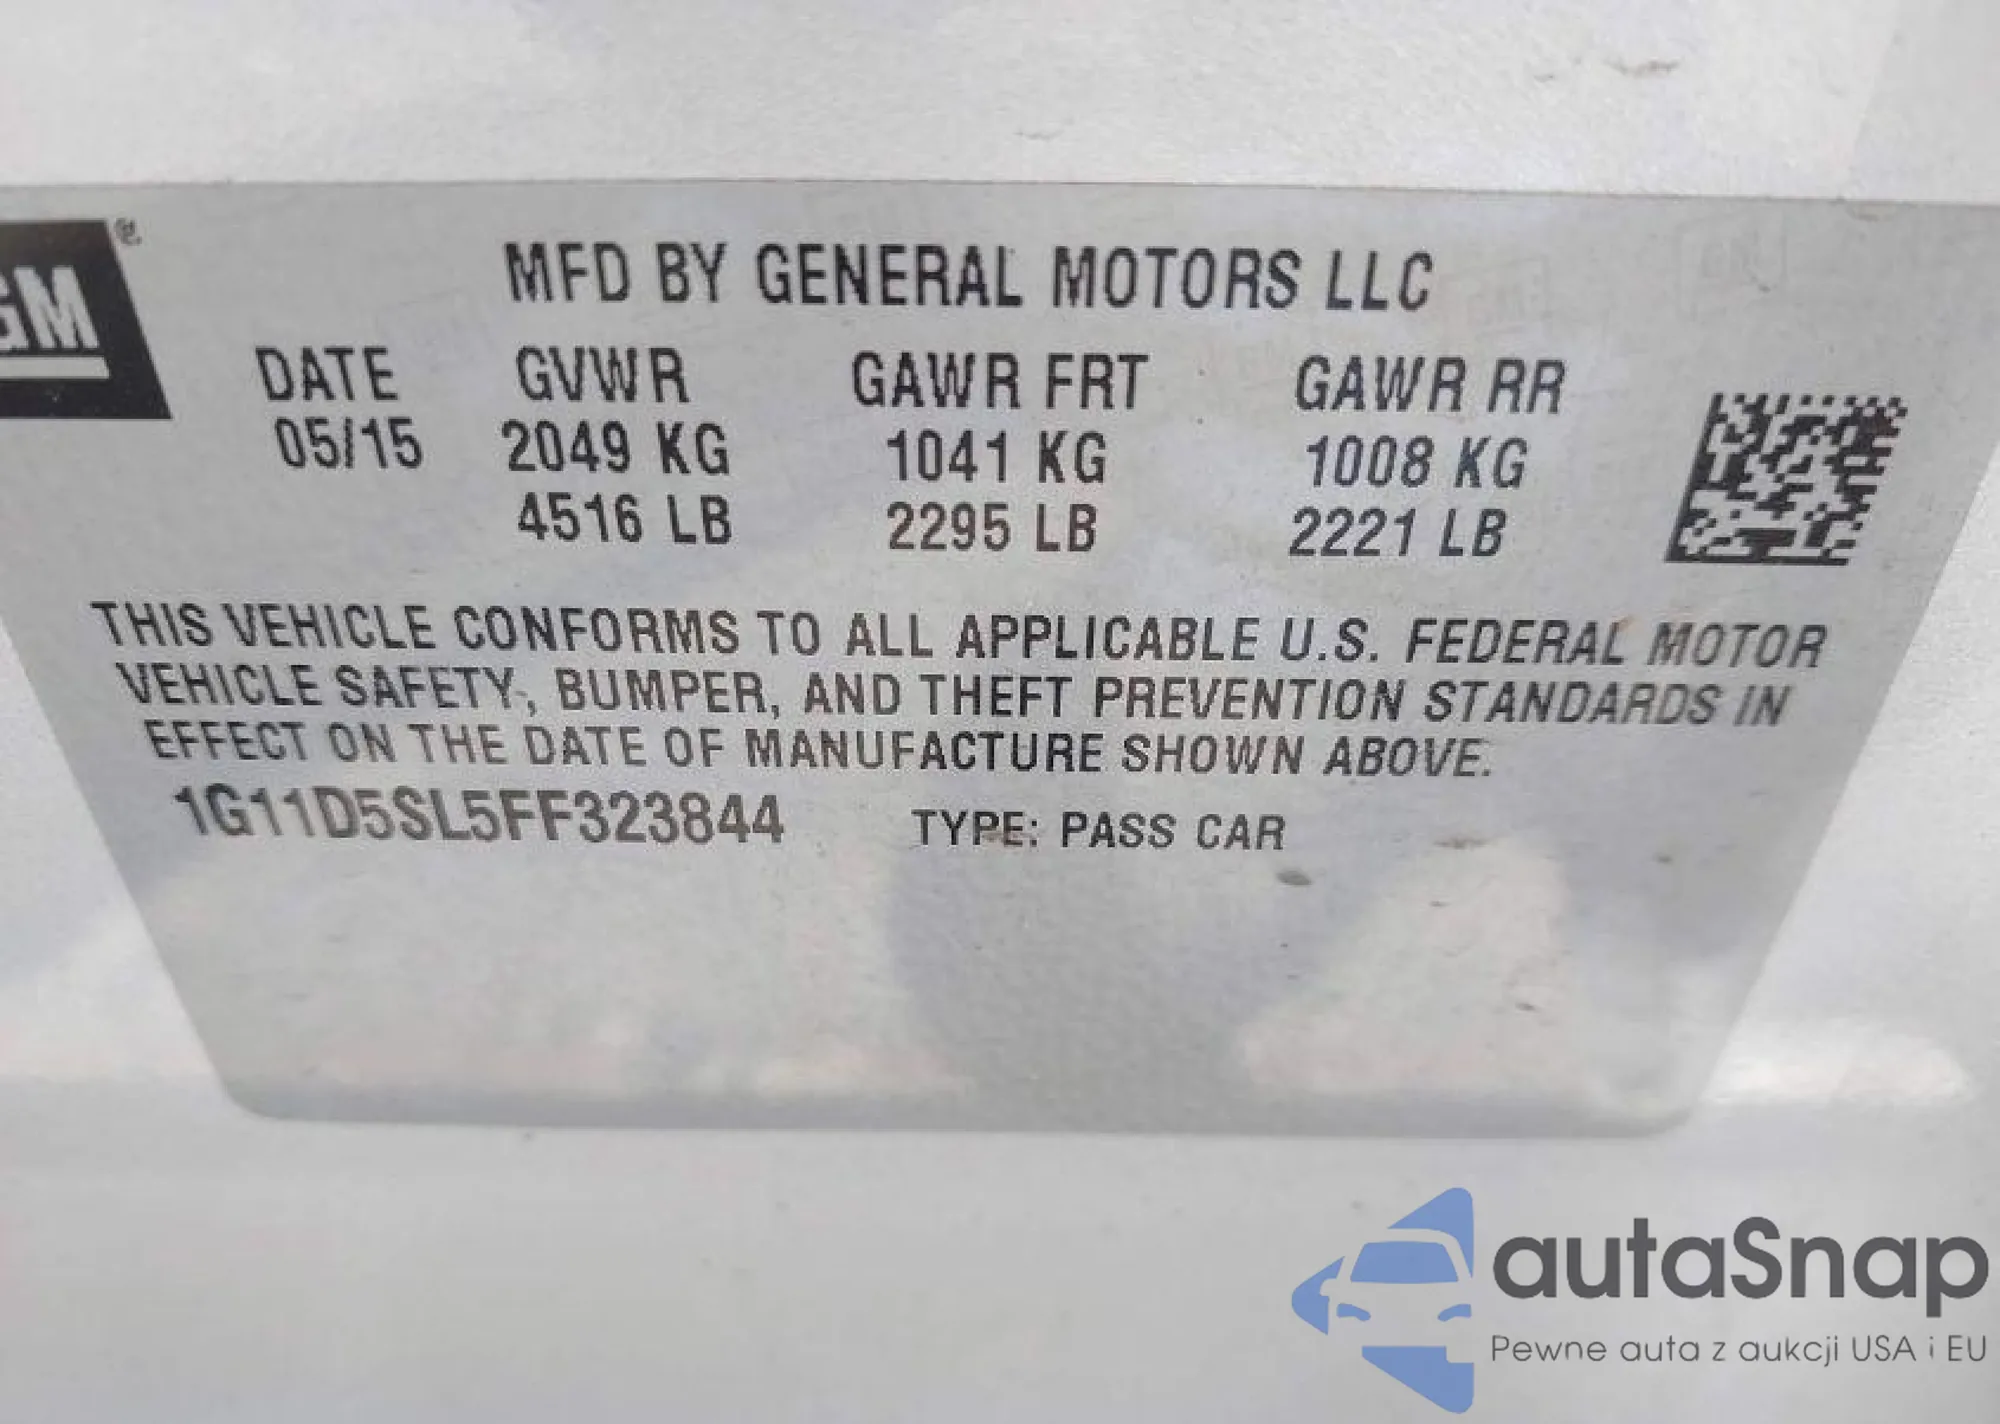 GM ®
MFD BY GENERAL MOTORS LLC
DATE GVWR GAWR FRT GAWR RR
05/15 2049 KG 1041 KG 1008 KG
4516 LB 2295 LB 2221 LB
THIS VEHICLE CONFORMS TO ALL APPLICABLE U.S. FEDERAL MOTOR
VEHICLE SAFETY, BUMPER, AND THEFT PREVENTION STANDARDS IN
EFFECT ON THE DATE OF MANUFACTURE SHOWN ABOVE.
1G11D5SL5FF323844 TYPE: PASS CAR
autaSnap
Pewne auta z aukcji USA i EU